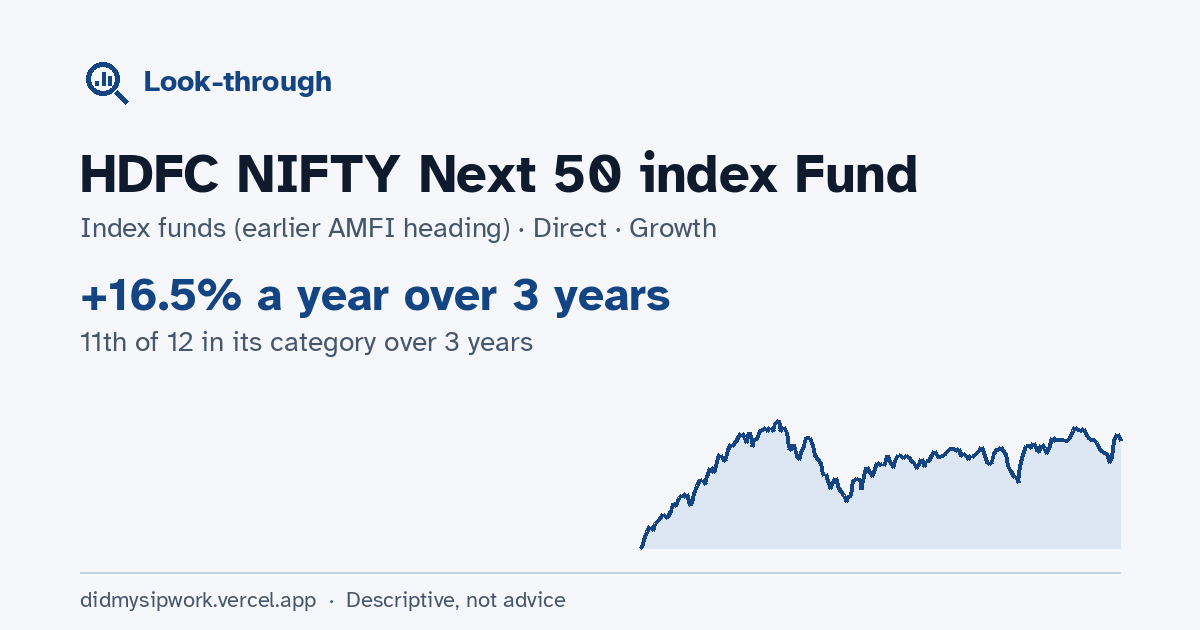 Look-through
HDFC NIFTY Next 50 index Fund
Index funds (earlier AMFI heading) · Direct · Growth
+16.5% a year over 3 years
11th of 12 in its category over 3 years
didmysipwork.vercel.app · Descriptive, not advice